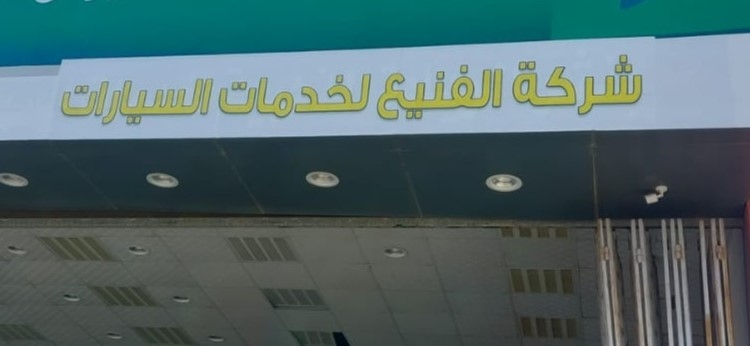 شركة الفنيع لخدمات السيارات